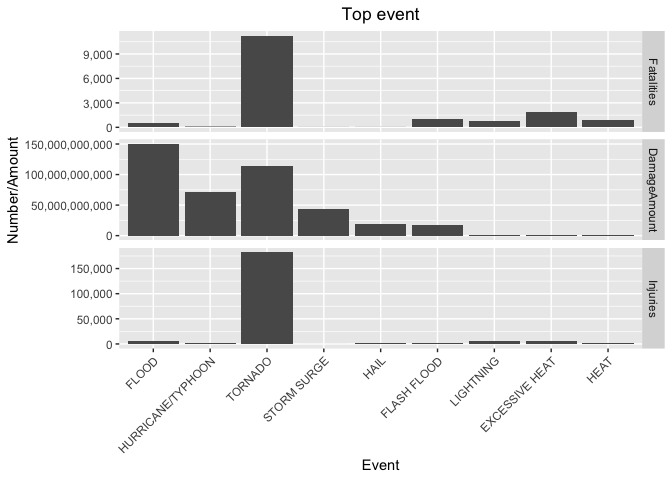 Top event
Number/Amount
9,000
6,000
3,000
0
Fatalities
150,000,000,000
100,000,000,000
50,000,000,000
0
DamageAmount
150,000
100,000
50,000
0
Injuries
FLOOD
HURRICANE/TYPHOON
TORNADO
STORM SURGE
HAIL
FLASH FLOOD
LIGHTNING
EXCESSIVE HEAT
HEAT
Event